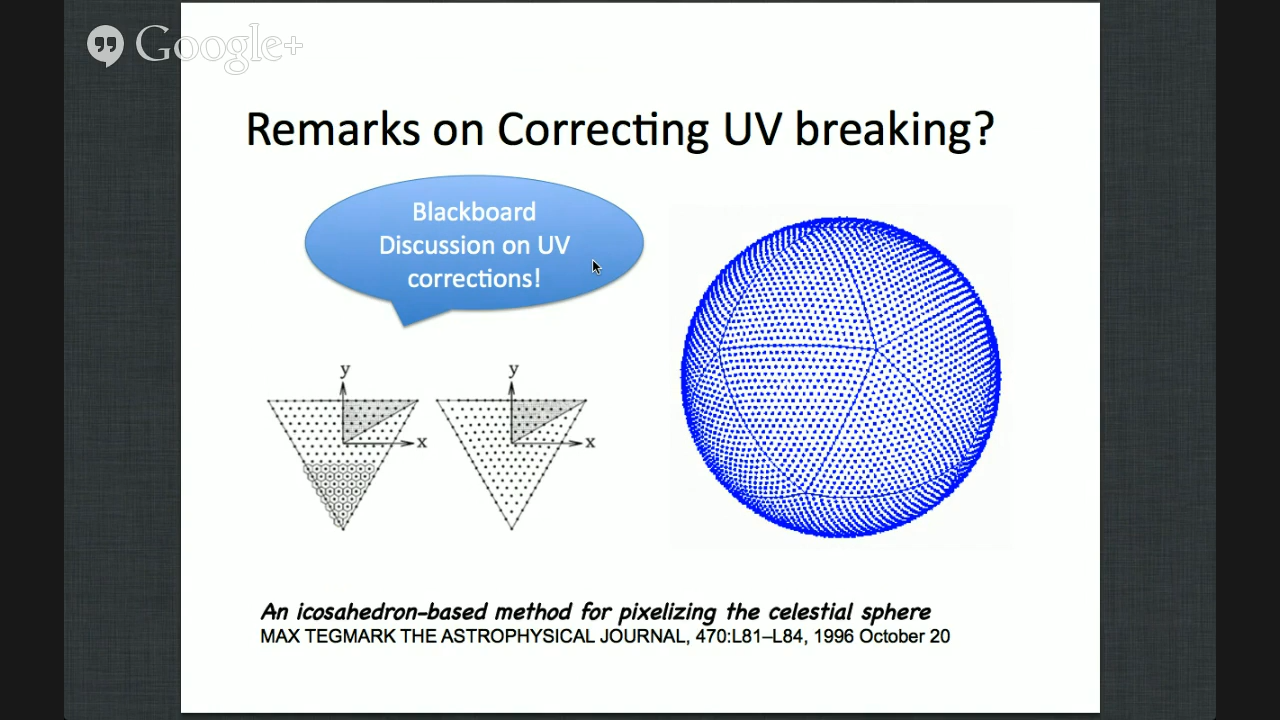 Google+
Remarks on Correcting UV breaking?
Blackboard
Discussion on UV
corrections!
y
x
y
x
An icosahedron-based method for pixelizing the celestial sphere
MAX TEGMARK THE ASTROPHYSICAL JOURNAL, 470:L81–L84, 1996 October 20